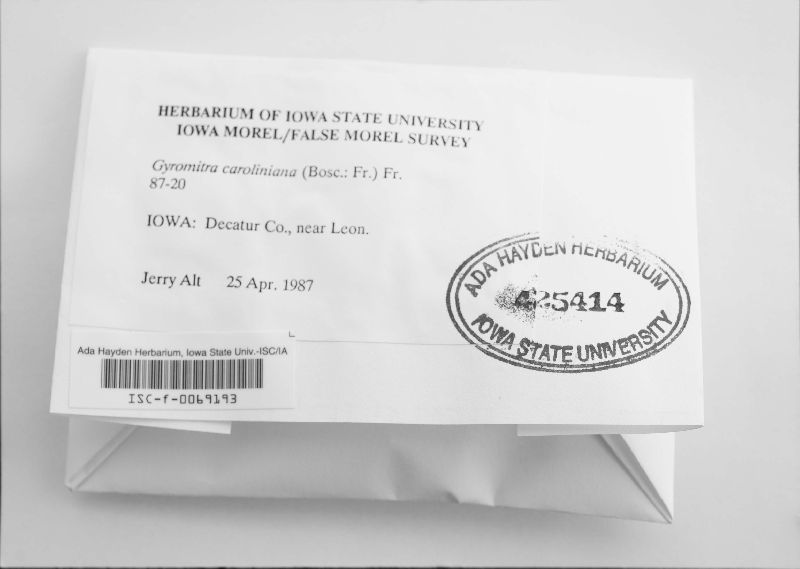 HERBARIUM OF IOWA STATE UNIVERSITY
IOWA MOREL/FALSE MOREL SURVEY
Gyromitra caroliniana (Bosc.: Fr.) Fr.
87-20
IOWA: Decatur Co., near Leon.
Jerry Alt 25 Apr. 1987
ADA HAYDEN HERBARIUM
425414
IOWA STATE UNIVERSITY
Ada Hayden Herbarium, Iowa State Univ.-ISC/IA
ISC-f-0069193